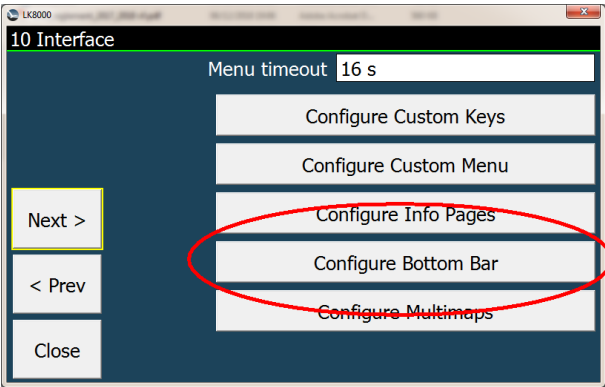 LK8000
10 Interface
Menu timeout 16 s
Configure Custom Keys
Configure Custom Menu
Configure Info Pages
Configure Bottom Bar
Configure Multimaps
Next >
< Prev
Close